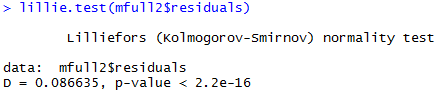 > lillie.test(mfull2$residuals)
Lilliefors (Kolmogorov-Smirnov) normality test
data:  mfull2$residuals
D = 0.086635, p-value < 2.2e-16